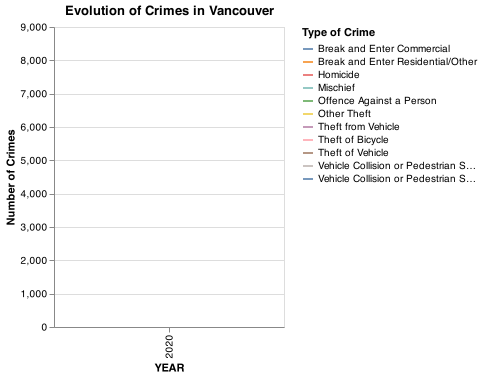 Evolution of Crimes in Vancouver
9,000
8,000
7,000
6,000
5,000
4,000
3,000
2,000
1,000
0
Number of Crimes
2020
YEAR
Type of Crime
Break and Enter Commercial
Break and Enter Residential/Other
Homicide
Mischief
Offence Against a Person
Other Theft
Theft from Vehicle
Theft of Bicycle
Theft of Vehicle
Vehicle Collision or Pedestrian S...
Vehicle Collision or Pedestrian S...